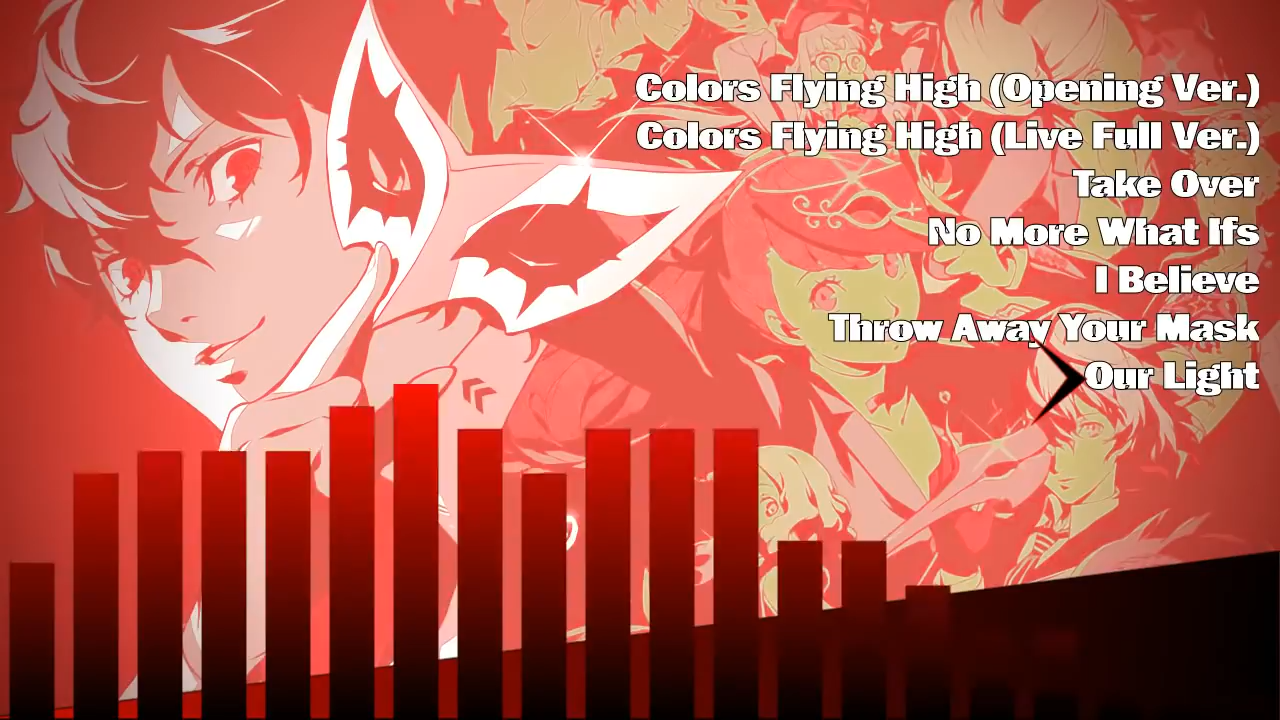 Colors Flying High (Opening Ver.)
Colors Flying High (Live Full Ver.)
Take Over
No More What Ifs
I Believe
Throw Away Your Mask
Our Light